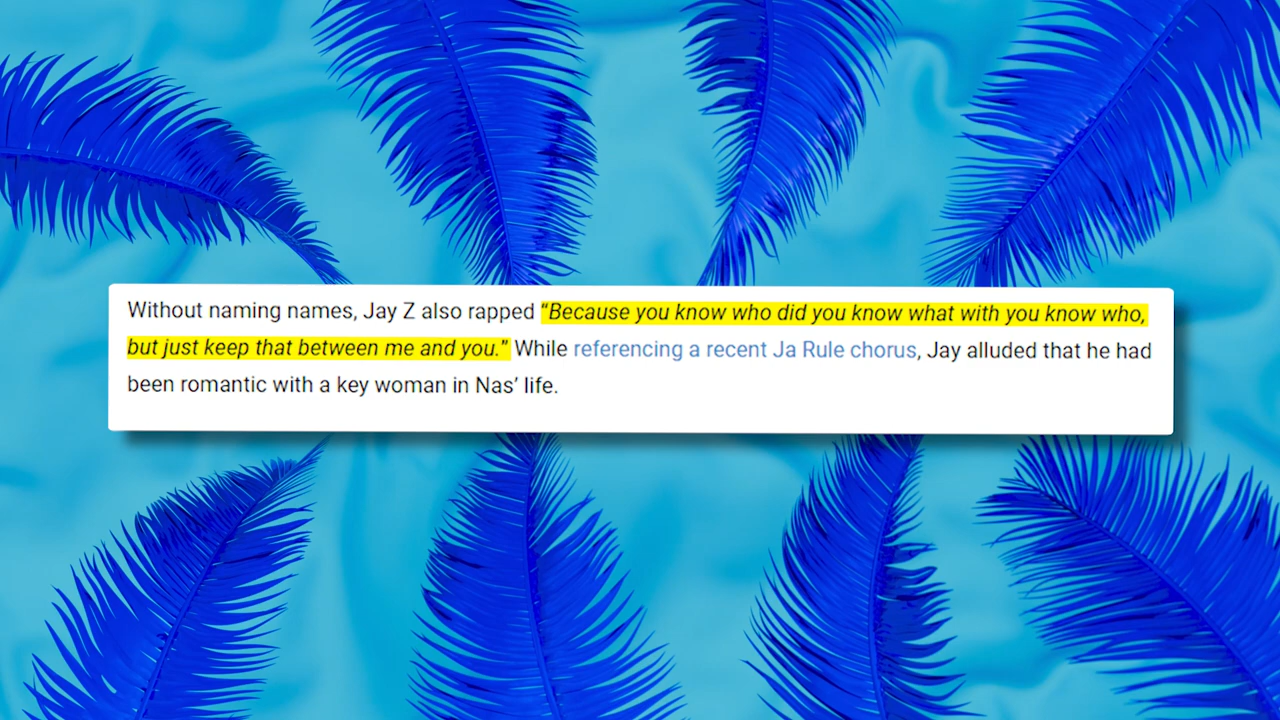 Without naming names, Jay Z also rapped “Because you know who did you know what with you know who,
but just keep that between me and you.” While referencing a recent Ja Rule chorus, Jay alluded that he had
been romantic with a key woman in Nas’ life.